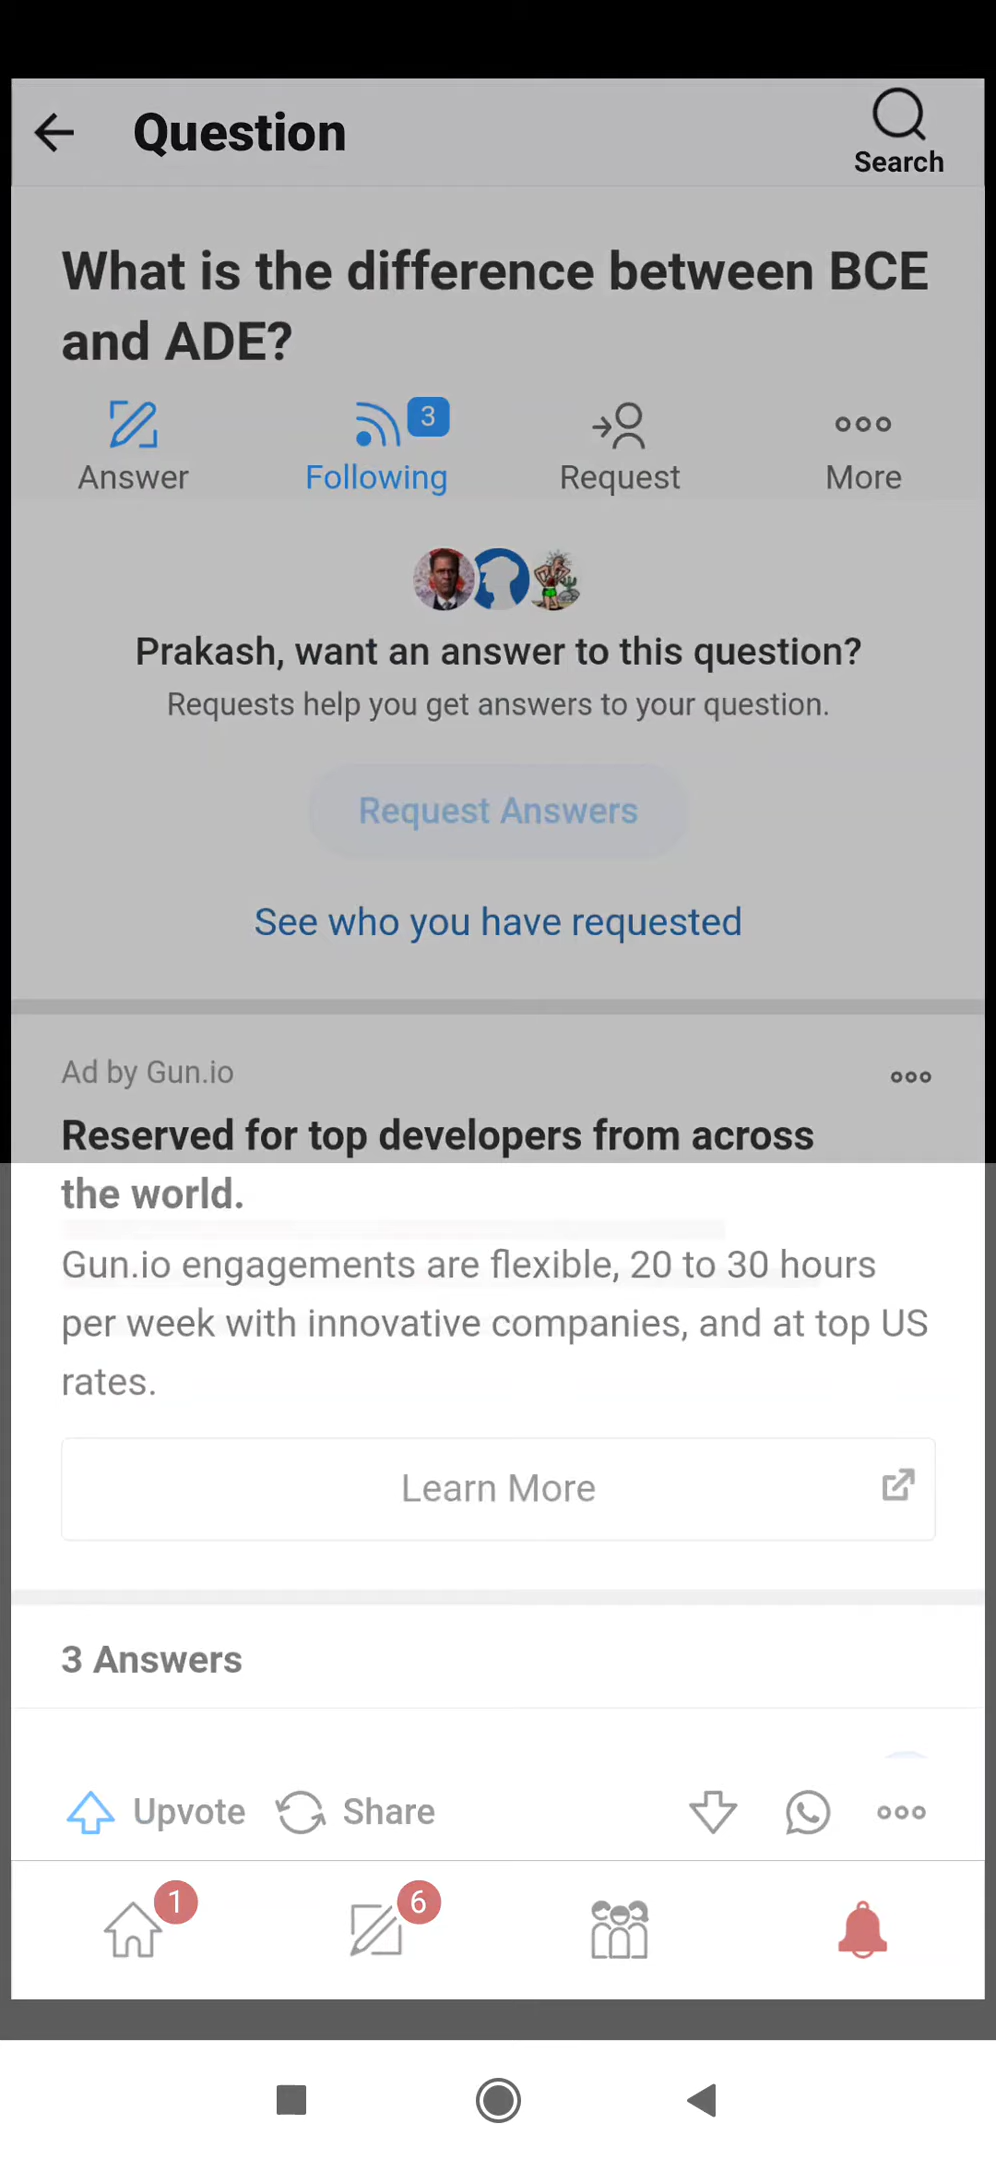 Question
Search
What is the difference between BCE
and ADE?
3
Answer
Following
Request
More
Prakash, want an answer to this question?
Requests help you get answers to your question.
Request Answers
See who you have requested
Ad by Gun.io
Reserved for top developers from across
the world.
Gun.io engagements are flexible, 20 to 30 hours
per week with innovative companies, and at top US
rates.
Learn More
3 Answers
Upvote
Share
1
6